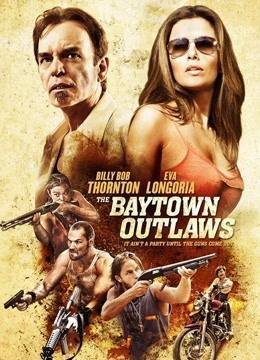 BILLY BOB THORNTON
EVA LONGORIA
THE
BAYTOWN
OUTLAWS
IT AIN'T A PARTY UNTIL THE GUNS COME OUT